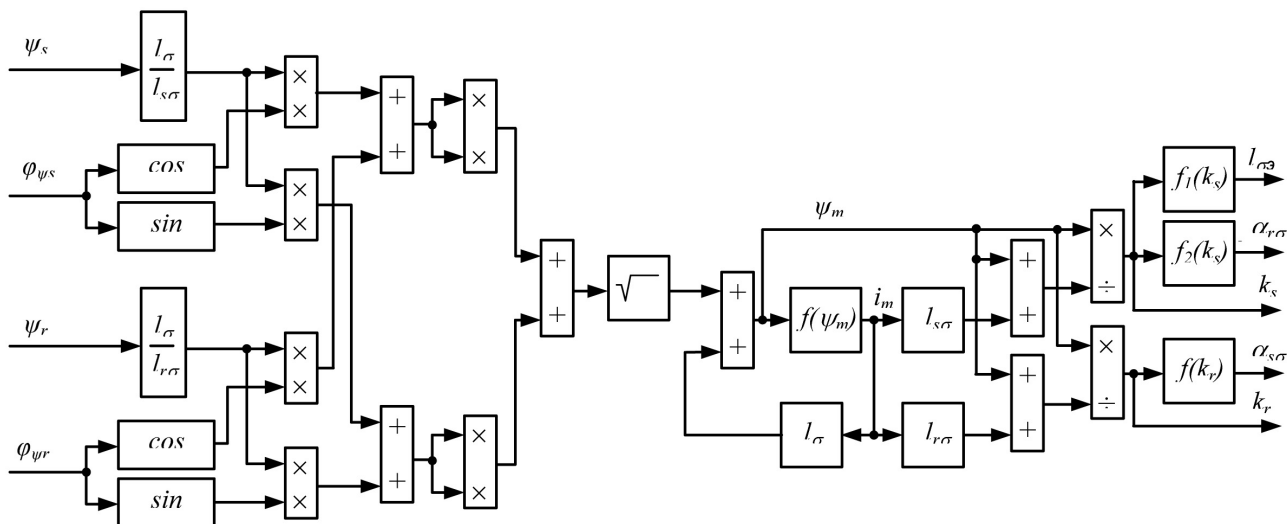 ψs
lσ
lsσ
×
×
+
+
×
×
φψs
cos
sin
×
×
ψr
lσ
lrσ
×
×
φψr
cos
sin
×
×
+
+
×
×
+
+
√
+
+
ψm
f(ψm)
im
lsσ
lσ
lrσ
+
+
+
+
×
÷
×
÷
f1(ks)
lσэ
f2(ks)
αrσ
ks
f(kr)
αsσ
kr